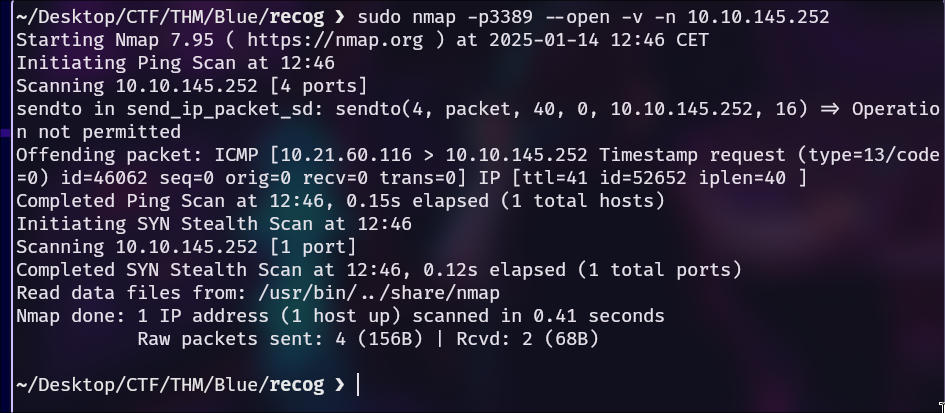 ~/Desktop/CTF/THM/Blue/recog ❯ sudo nmap -p3389 --open -v -n 10.10.145.252
Starting Nmap 7.95 ( https://nmap.org ) at 2025-01-14 12:46 CET
Initiating Ping Scan at 12:46
Scanning 10.10.145.252 [4 ports]
sendto in send_ip_packet_sd: sendto(4, packet, 40, 0, 10.10.145.252, 16) => Operatio
n not permitted
Offending packet: ICMP [10.21.60.116 > 10.10.145.252 Timestamp request (type=13/code
=0) id=46062 seq=0 orig=0 recv=0 trans=0] IP [ttl=41 id=52652 iplen=40 ]
Completed Ping Scan at 12:46, 0.15s elapsed (1 total hosts)
Initiating SYN Stealth Scan at 12:46
Scanning 10.10.145.252 [1 port]
Completed SYN Stealth Scan at 12:46, 0.12s elapsed (1 total ports)
Read data files from: /usr/bin/../share/nmap
Nmap done: 1 IP address (1 host up) scanned in 0.41 seconds
Raw packets sent: 4 (156B) | Rcvd: 2 (68B)
~/Desktop/CTF/THM/Blue/recog ❯